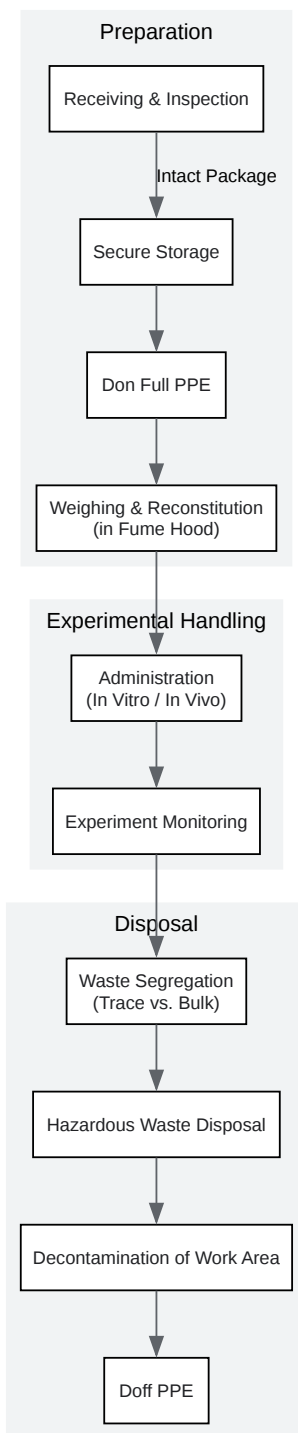 Preparation
Receiving & Inspection
Intact Package
Secure Storage
Don Full PPE
Weighing & Reconstitution
(in Fume Hood)
Experimental Handling
Administration
(In Vitro / In Vivo)
Experiment Monitoring
Disposal
Waste Segregation
(Trace vs. Bulk)
Hazardous Waste Disposal
Decontamination of Work Area
Doff PPE